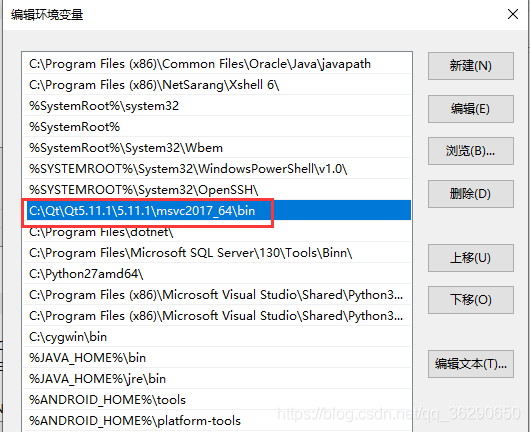 编辑环境变量
C:\Program Files (x86)\Common Files\Oracle\Java\javapath
C:\Program Files (x86)\NetSarang\Xshell 6\
%SystemRoot%\system32
%SystemRoot%
%SystemRoot%\System32\Wbem
%SYSTEMROOT%\System32\WindowsPowerShell\v1.0\
%SYSTEMROOT%\System32\OpenSSH\
C:\Qt\Qt5.11.1\5.11.1\msvc2017_64\bin
C:\Program Files\dotnet\
C:\Program Files\Microsoft SQL Server\130\Tools\Binn\
C:\Python27amd64\
C:\Program Files (x86)\Microsoft Visual Studio\Shared\Python3...
C:\Program Files (x86)\Microsoft Visual Studio\Shared\Python3...
C:\cygwin\bin
%JAVA_HOME%\bin
%JAVA_HOME%\jre\bin
%ANDROID_HOME%\tools
%ANDROID_HOME%\platform-tools
新建(N)
编辑(E)
浏览(B)...
删除(D)
上移(U)
下移(O)
编辑文本(T)...
https://blog.csdn.net/qq_36290650